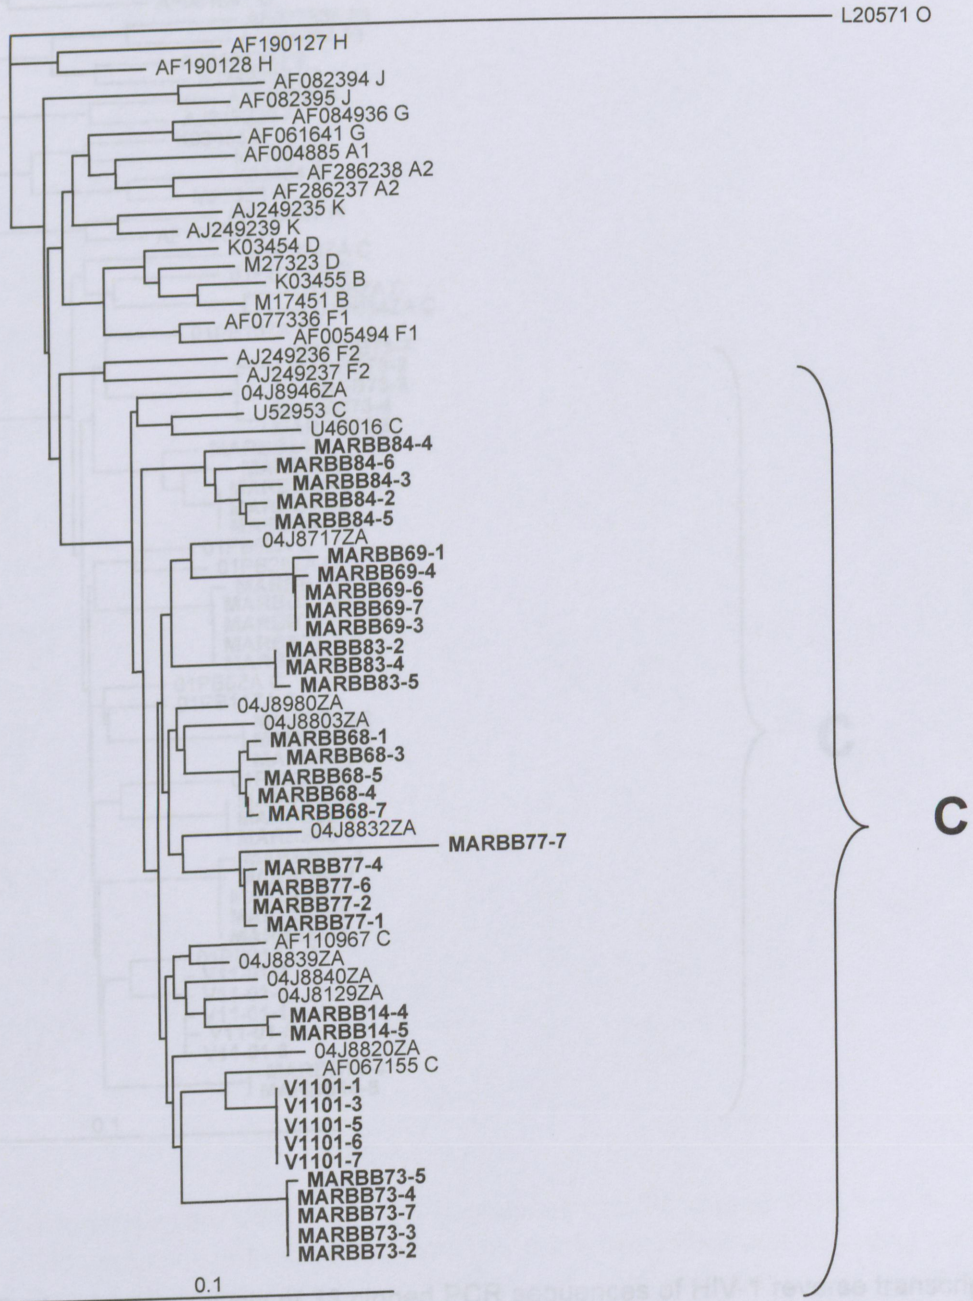 L20571 O
AF190127 H
AF190128 H
AF082394 J
AF082395 J
AF084936 G
AF061641 G
AF004885 A1
AF286238 A2
AF286237 A2
AJ249235 K
AJ249239 K
K03454 D
M27323 D
K03455 B
M17451 B
AF077336 F1
AF005494 F1
AJ249236 F2
AJ249237 F2
04J8946ZA
U52953 C
U46016 C
MARBB84-4
MARBB84-6
MARBB84-3
MARBB84-2
MARBB84-5
04J8717ZA
MARBB69-1
MARBB69-4
MARBB69-6
MARBB69-7
MARBB69-3
MARBB83-2
MARBB83-4
MARBB83-5
04J8980ZA
04J8803ZA
MARBB68-1
MARBB68-3
MARBB68-5
MARBB68-4
MARBB68-7
04J8832ZA
MARBB77-7
MARBB77-4
MARBB77-6
MARBB77-2
MARBB77-1
AF110967 C
04J8839ZA
04J8840ZA
04J8129ZA
MARBB14-4
MARBB14-5
04J8820ZA
AF067155 C
V1101-1
V1101-3
V1101-5
V1101-6
V1101-7
MARBB73-5
MARBB73-4
MARBB73-7
MARBB73-3
MARBB73-2
C
0.1